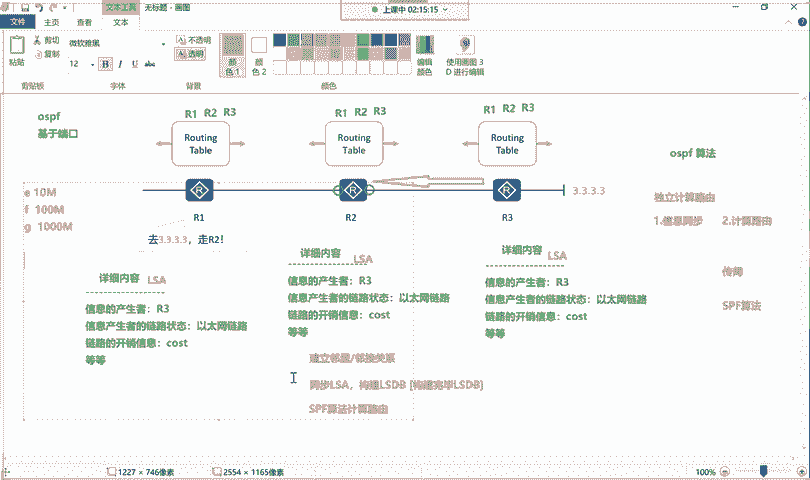 文本工具
无标题 - 画图
上课中 02:15:15
文件
主页
查看
文本
粘贴
剪切
复制
剪贴板
微软雅黑
12
B I U abc
字体
不透明
透明
背景
颜色 1
颜色 2
颜色
编辑颜色
使用画图 3D 进行编辑
ospf
基于端口
R1 R2 R3
R1 R2 R3
R1 R2 R3
Routing Table
Routing Table
Routing Table
ospf 算法
e 10M
f 100M
g 1000M
R
R
R
3.3.3.3
R1
R2
R3
独立计算路由
1.信息同步 2.计算路由
去3.3.3.3，走R2！
传闻
SPF算法
详细内容 LSA
信息的产生者：R3
信息产生者的链路状态：以太网链路
链路的开销信息：cost
等等
详细内容 LSA
信息的产生者：R3
信息产生者的链路状态：以太网链路
链路的开销信息：cost
等等
详细内容 LSA
信息的产生者：R3
信息产生者的链路状态：以太网链路
链路的开销信息：cost
等等
建立邻居/邻接关系
同步LSA，构建LSDB [构建完毕LSDB]
SPF算法计算路由
1227 × 746像素
2554 × 1165像素
100%